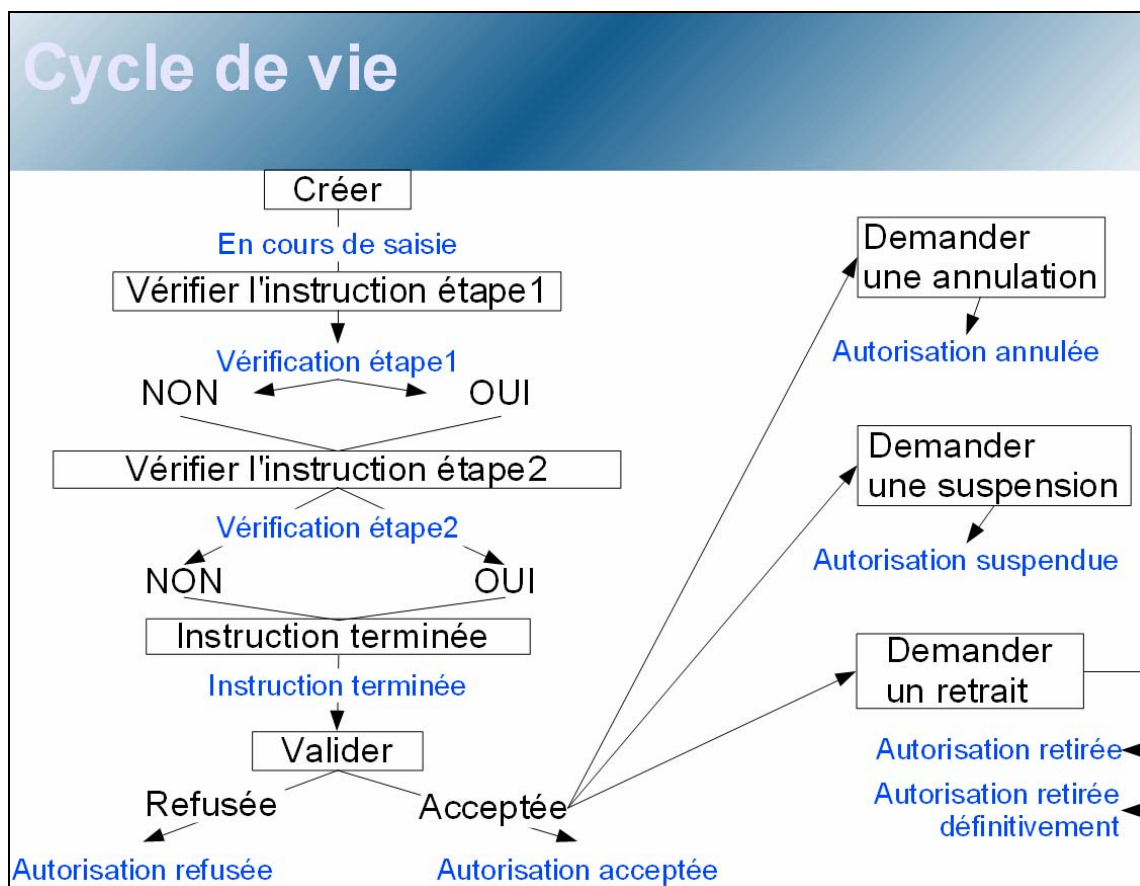 Cycle de vie
Créer
En cours de saisie
Vérifier l'instruction étape1
Vérification étape1
NON
OUI
Vérifier l'instruction étape2
Vérification étape2
NON
OUI
Instruction terminée
Instruction terminée
Valider
Refusée
Acceptée
Autorisation refusée
Autorisation acceptée
Demander
une annulation
Autorisation annulée
Demander
une suspension
Autorisation suspendue
Demander
un retrait
Autorisation retirée
Autorisation retirée
définitivement